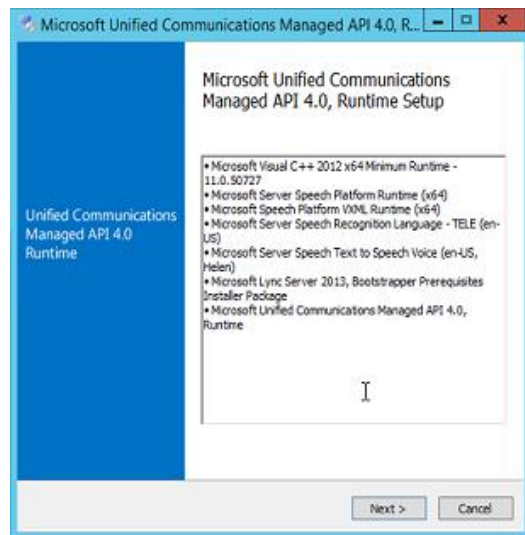 Microsoft Unified Communications Managed API 4.0, R...
Microsoft Unified Communications
Managed API 4.0, Runtime Setup
Unified Communications
Managed API 4.0
Runtime
• Microsoft Visual C++ 2012 x64 Minimum Runtime -
11.0.50727
• Microsoft Server Speech Platform Runtime (x64)
• Microsoft Speech Platform VXML Runtime (x64)
• Microsoft Server Speech Recognition Language - TELE (en-
US)
• Microsoft Server Speech Text to Speech Voice (en-US,
Helen)
• Microsoft Lync Server 2013, Bootstrapper Prerequisites
Installer Package
• Microsoft Unified Communications Managed API 4.0,
Runtime
Next >
Cancel